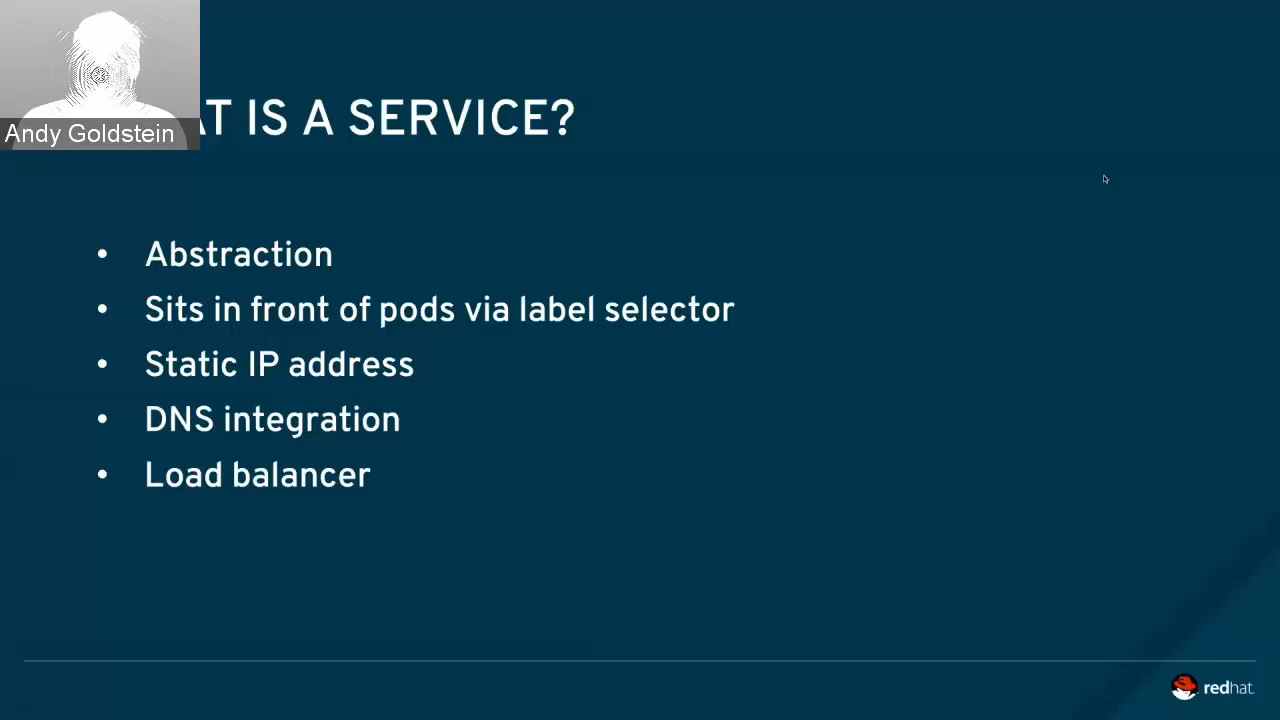 Andy Goldstein
AT IS A SERVICE?
• Abstraction
• Sits in front of pods via label selector
• Static IP address
• DNS integration
• Load balancer
redhat.